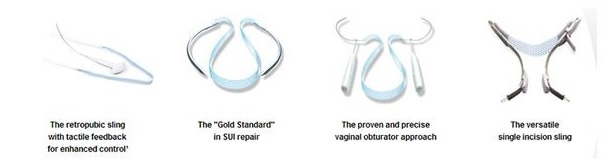 The retropubic sling
with tactile feedback
for enhanced control¹
The "Gold Standard"
in SUI repair
The proven and precise
vaginal obturator approach
The versatile
single incision sling